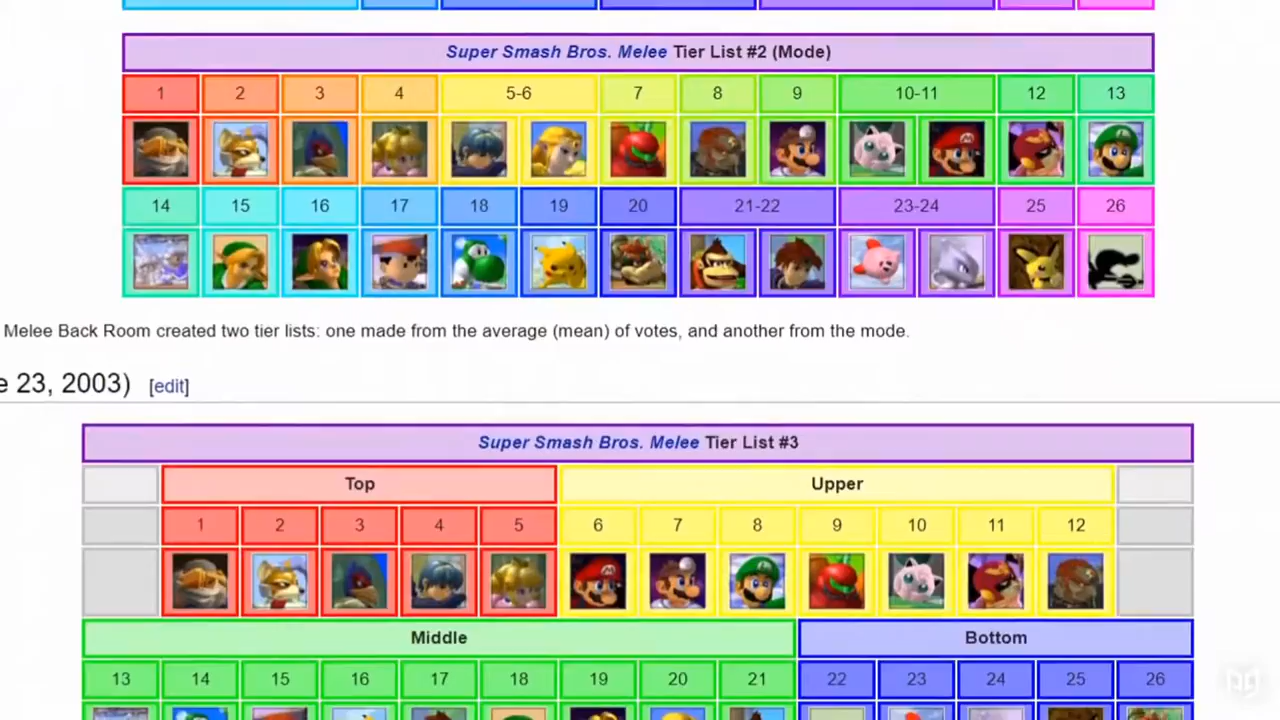 Super Smash Bros. Melee Tier List #2 (Mode)
1 2 3 4 5-6 7 8 9 10-11 12 13
14 15 16 17 18 19 20 21-22 23-24 25 26
Melee Back Room created two tier lists: one made from the average (mean) of votes, and another from the mode.
e 23, 2003) [edit]
Super Smash Bros. Melee Tier List #3
Top Upper
1 2 3 4 5 6 7 8 9 10 11 12
Middle Bottom
13 14 15 16 17 18 19 20 21 22 23 24 25 26